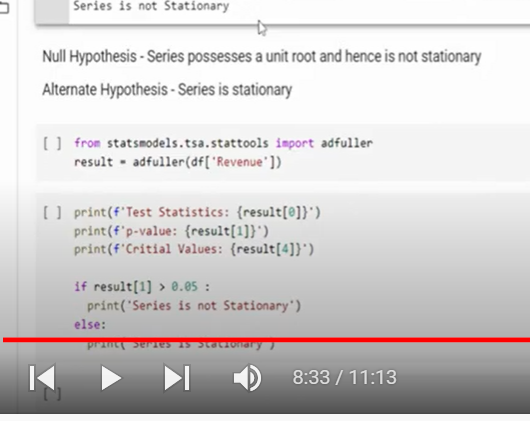 Series is not Stationary
Null Hypothesis - Series possesses a unit root and hence is not stationary
Alternate Hypothesis - Series is stationary
[ ] from statsmodels.tsa.stattools import adfuller
result = adfuller(df['Revenue'])
[ ] print(f'Test Statistics: {result[0]}')
print(f'p-value: {result[1]}')
print(f'Critial Values: {result[4]}')
if result[1] > 0.05 :
print('Series is not Stationary')
else:
print('Series is Stationary')
8:33 / 11:13
[ ]